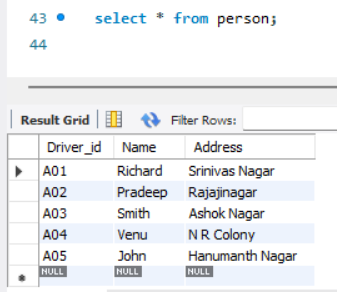 43 select * from person;
44
Result Grid Filter Rows:
Driver_id Name Address
A01 Richard Srinivas Nagar
A02 Pradeep Rajajinagar
A03 Smith Ashok Nagar
A04 Venu N R Colony
A05 John Hanumanth Nagar
NULL NULL NULL